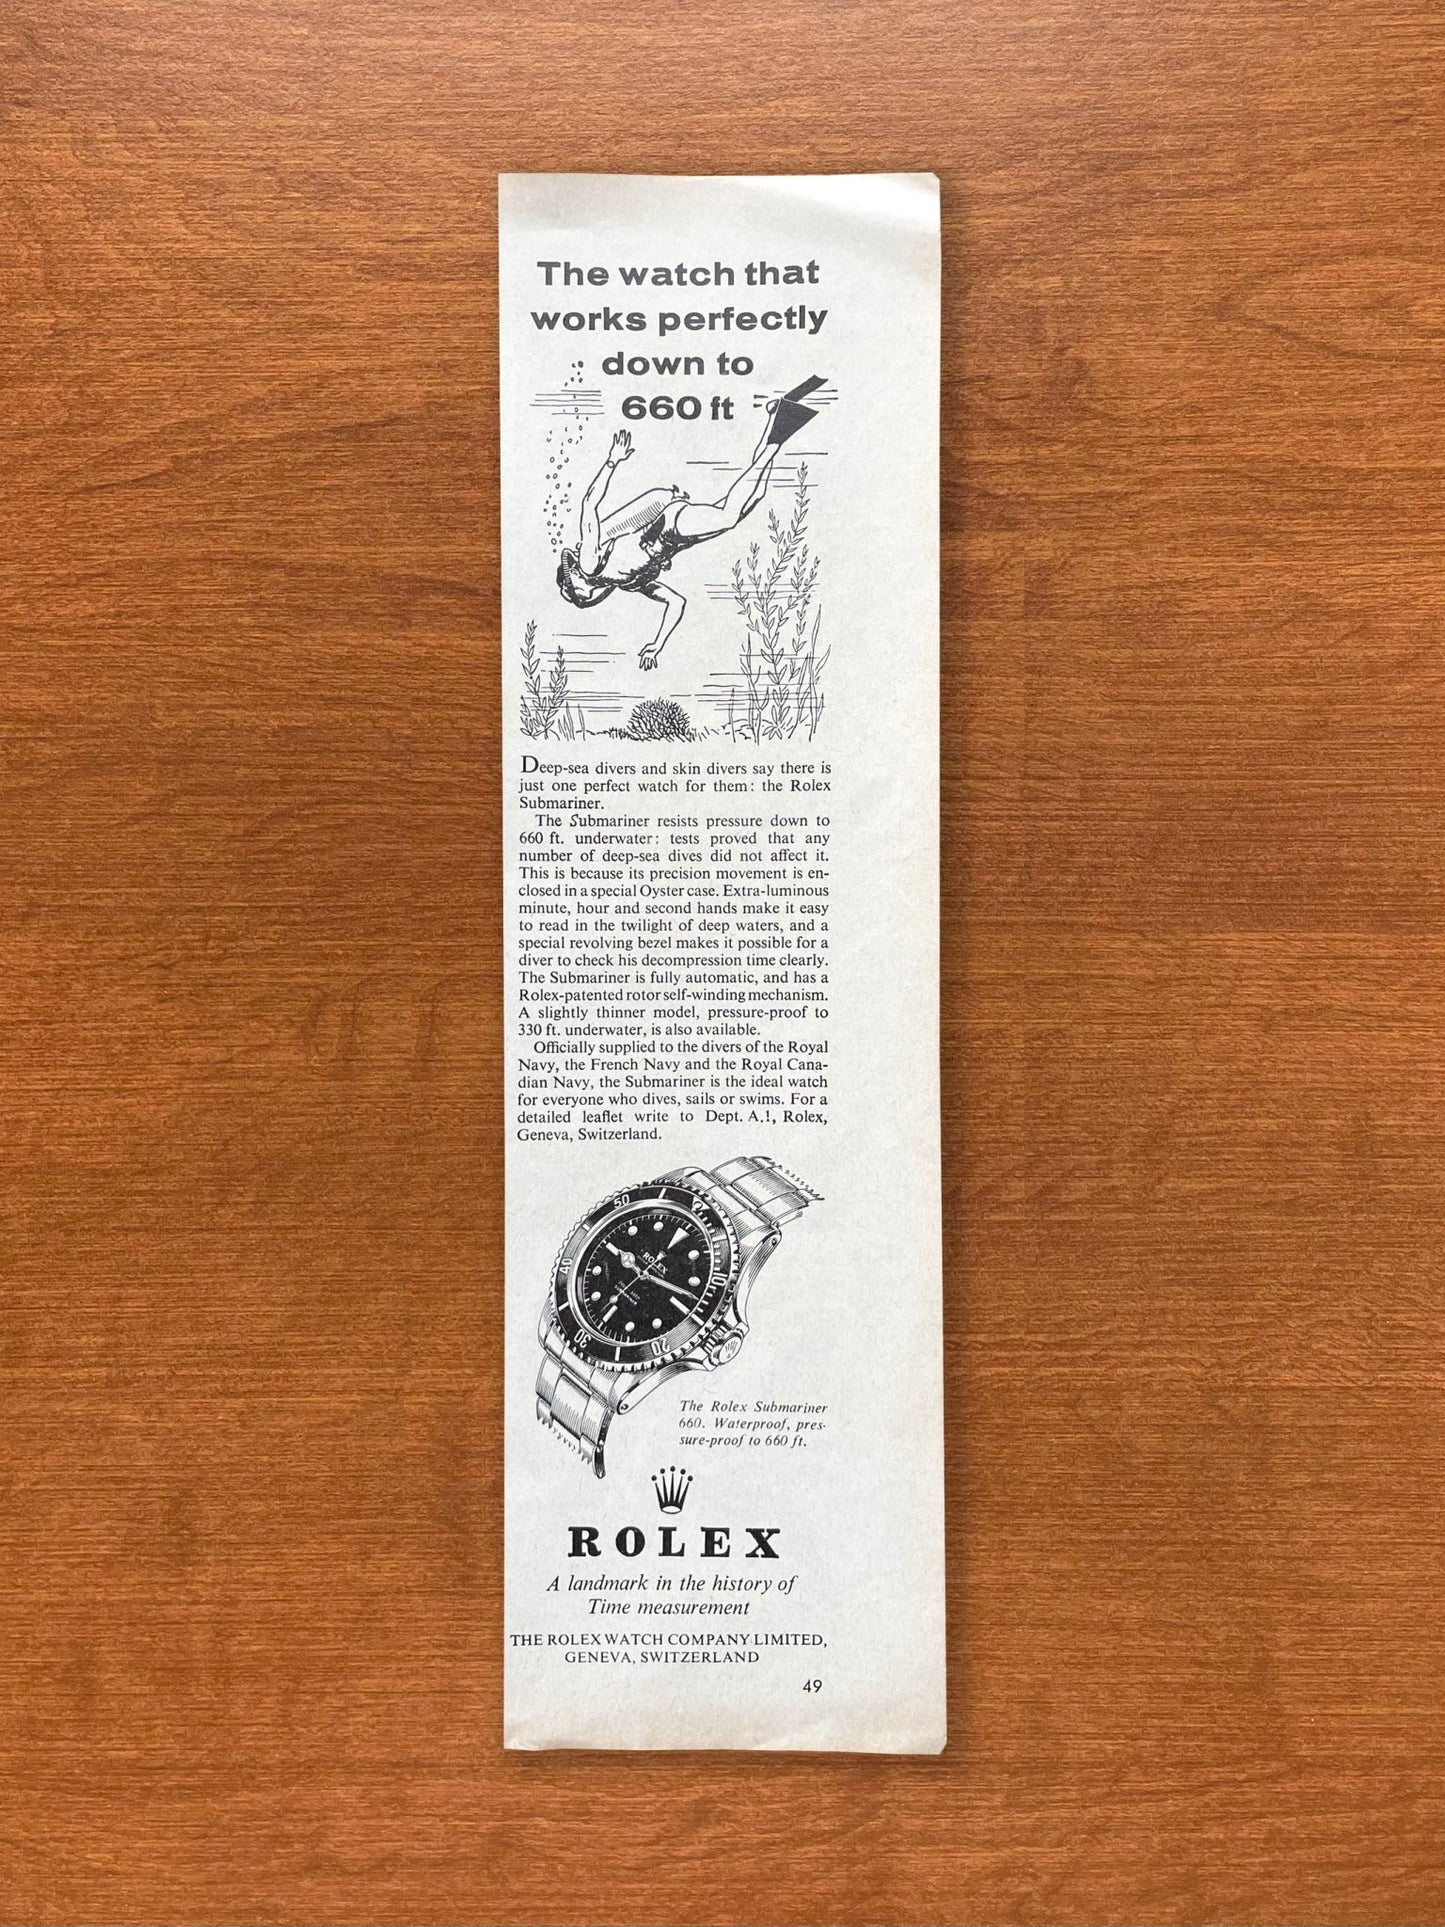 The watch that
works perfectly
down to
660 ft
Deep-sea divers and skin divers say there is
just one perfect watch for them: the Rolex
Submariner.
The Submariner resists pressure down to
660 ft. underwater: tests proved that any
number of deep-sea dives did not affect it.
This is because its precision movement is en-
closed in a special Oyster case. Extra-luminous
minute, hour and second hands make it easy
to read in the twilight of deep waters, and a
special revolving bezel makes it possible for a
diver to check his decompression time clearly.
The Submariner is fully automatic, and has a
Rolex-patented rotor self-winding mechanism.
A slightly thinner model, pressure-proof to
330 ft. underwater, is also available.
Officially supplied to the divers of the Royal
Navy, the French Navy and the Royal Cana-
dian Navy, the Submariner is the ideal watch
for everyone who dives, sails or swims. For a
detailed leaflet write to Dept. A.!, Rolex,
Geneva, Switzerland.
50
40
10
30
20
ROLEX
The Rolex Submariner
660. Waterproof, pres-
sure-proof to 660 ft.
ROLEX
A landmark in the history of
Time measurement
THE ROLEX WATCH COMPANY LIMITED,
GENEVA, SWITZERLAND
49